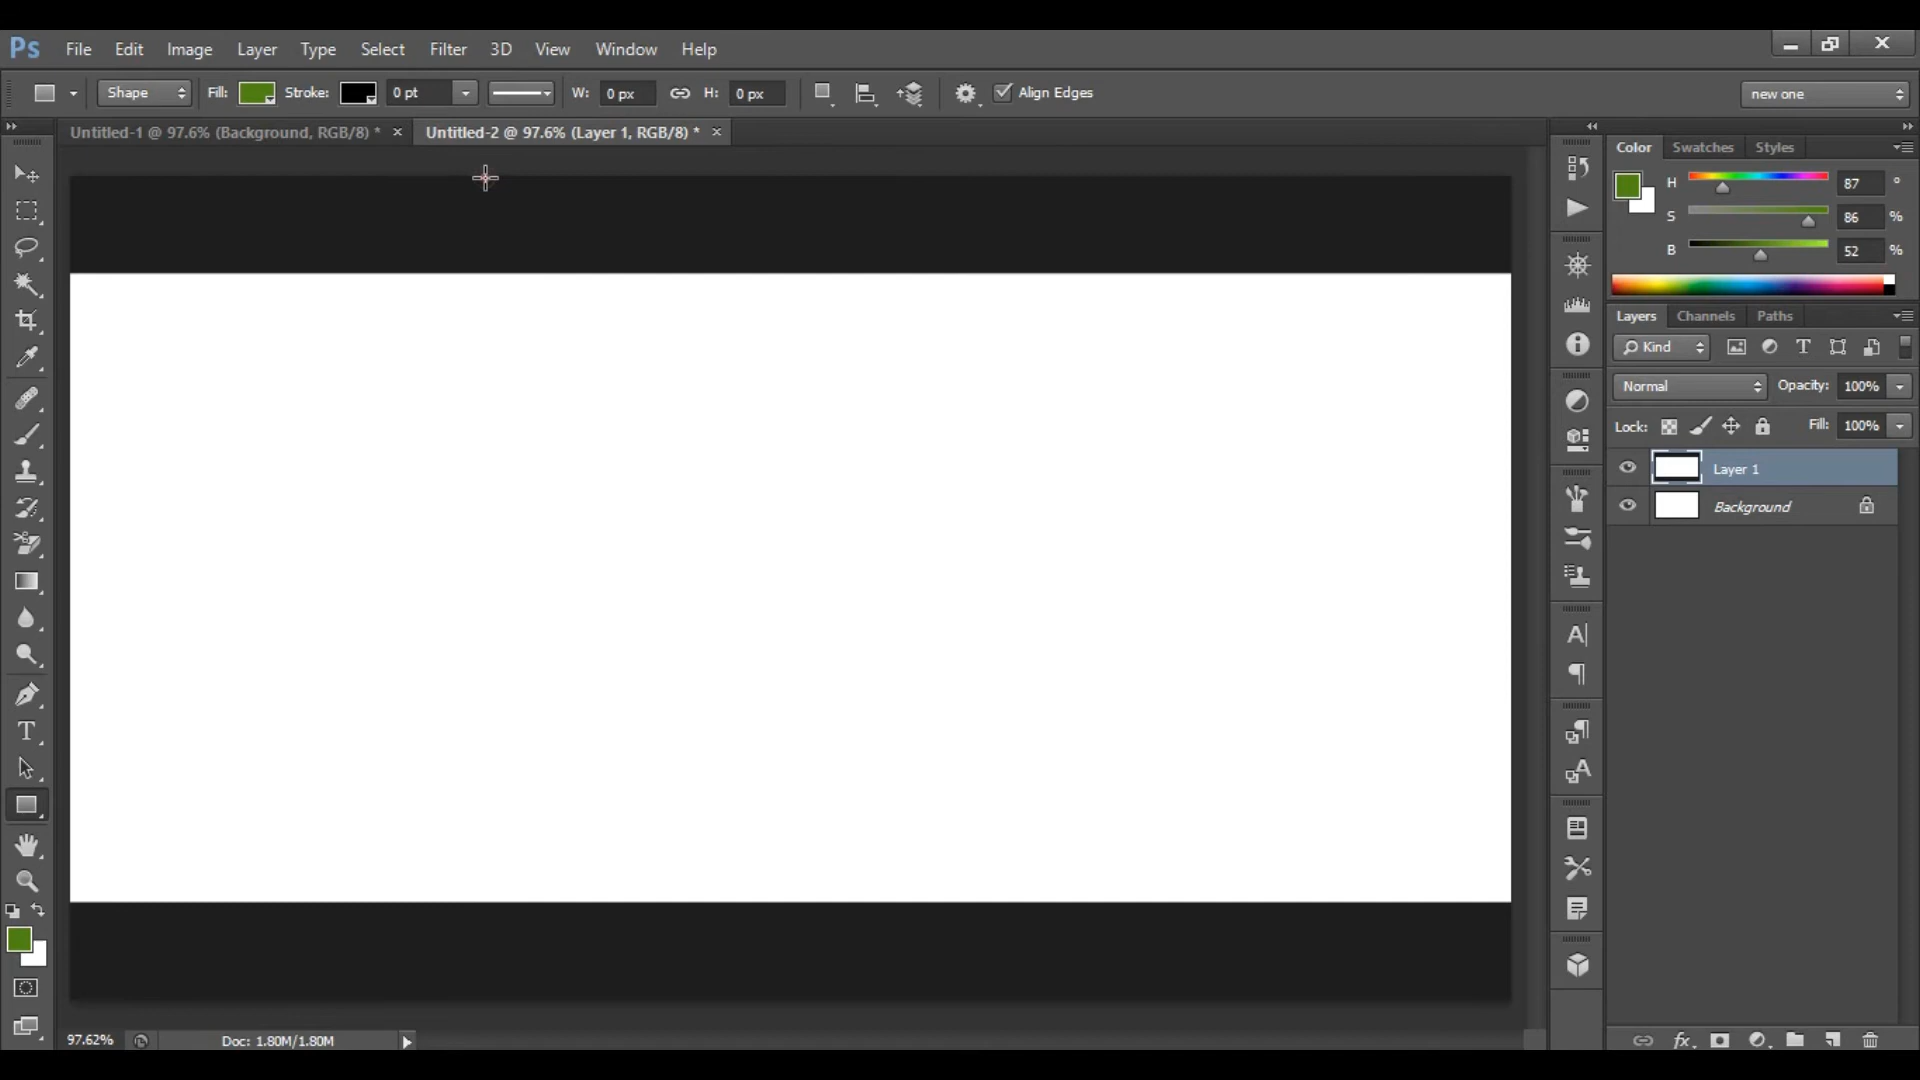 Ps File Edit Image Layer Type Select Filter 3D View Window Help
Shape Fill: Stroke: 0 pt W: 0 px H: 0 px Align Edges new one
Untitled-1 @ 97.6% (Background, RGB/8) * × Untitled-2 @ 97.6% (Layer 1, RGB/8) * ×
Color Swatches Styles
H 87 °
S 86 %
B 52 %
Layers Channels Paths
Kind
Normal Opacity: 100%
Lock: Fill: 100%
Layer 1
Background
97.62% Doc: 1.80M/1.80M